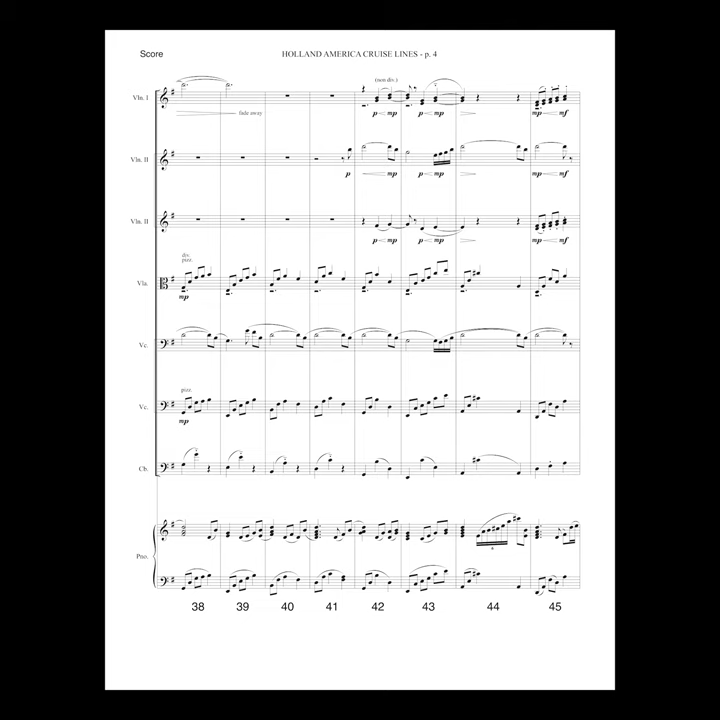 Score
HOLLAND AMERICA CRUISE LINES - p. 4
(non div.)
Vln. I
fade away
p mp p mp mp mf
Vln. II
p mp p mp mp mf
Vln. II
p mp p mp mp mf
div.
pizz.
Vla.
mp
Vc.
pizz.
Vc.
mp
Cb.
Pno.
6
38 39 40 41 42 43 44 45